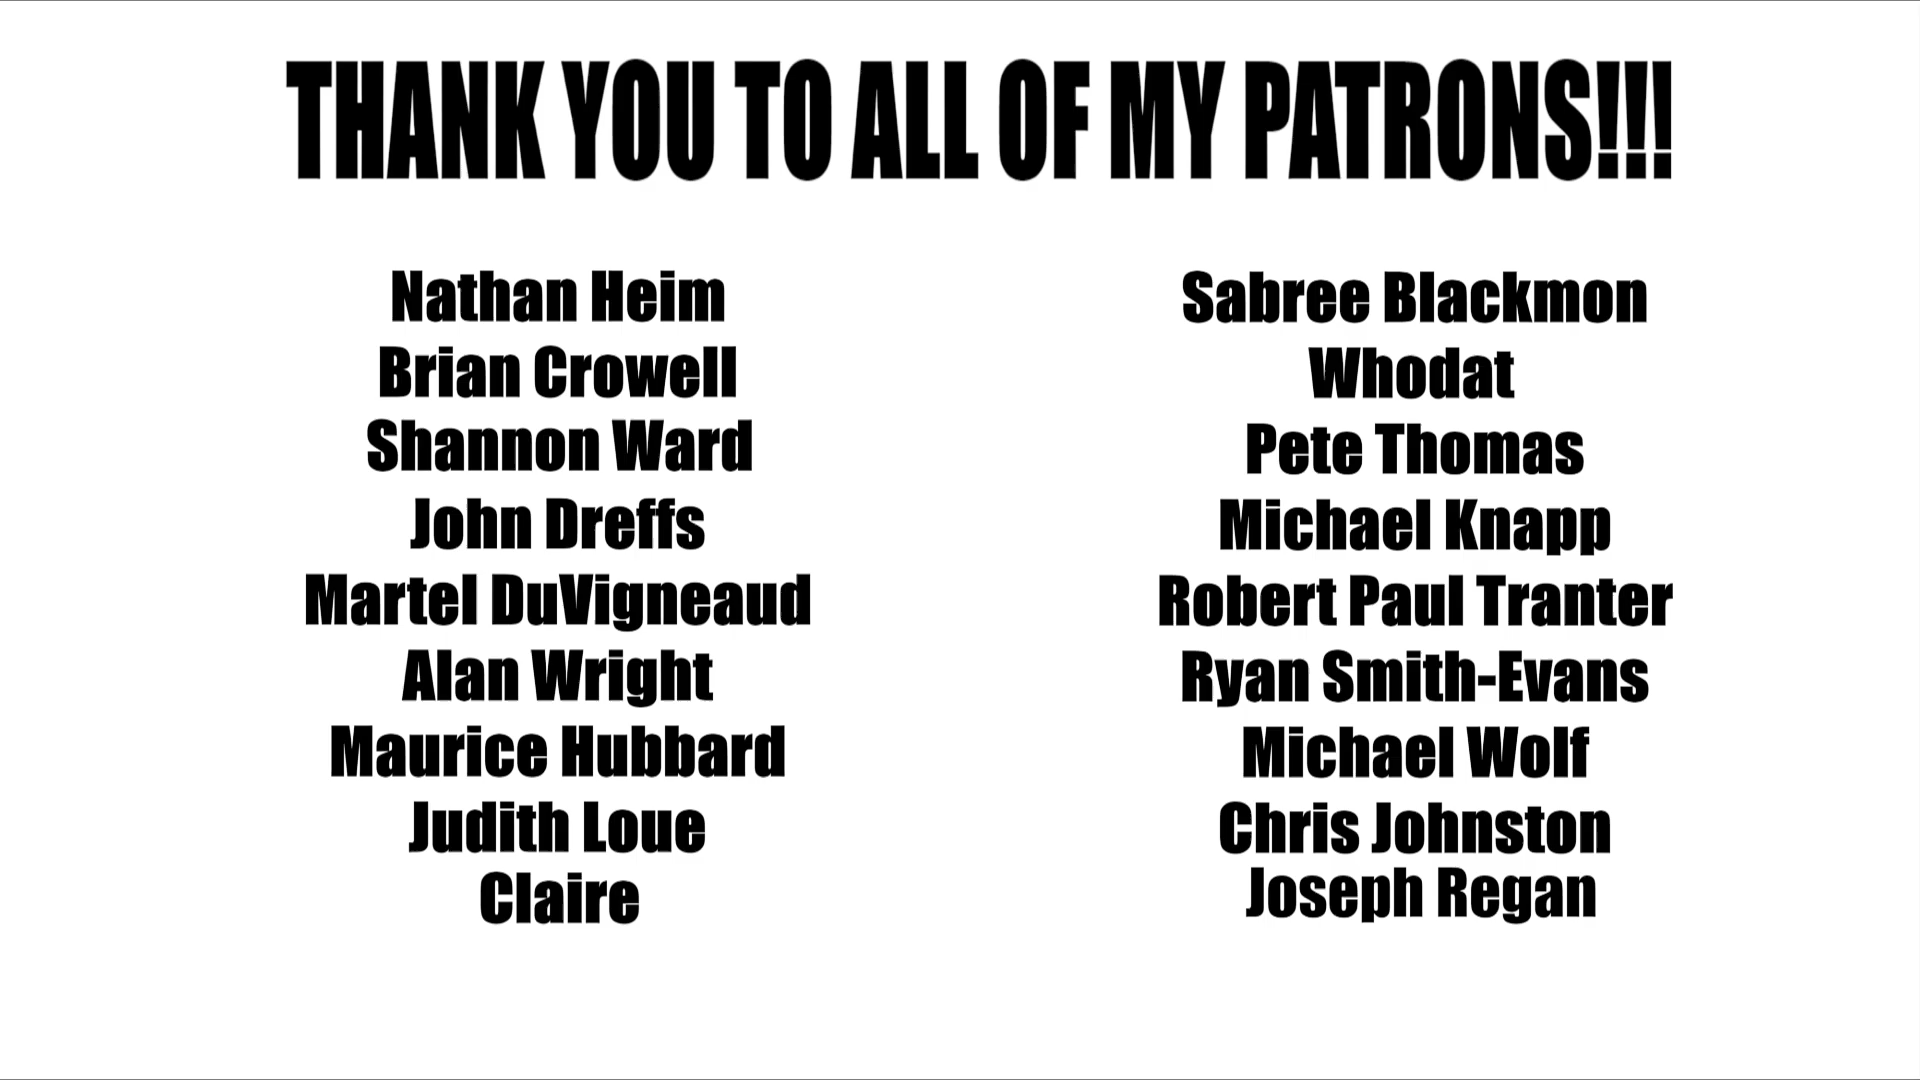 THANK YOU TO ALL OF MY PATRONS!!!
Nathan Heim
Brian Crowell
Shannon Ward
John Dreffs
Martel DuVigneaud
Alan Wright
Maurice Hubbard
Judith Loue
Claire
Sabree Blackmon
Whodat
Pete Thomas
Michael Knapp
Robert Paul Tranter
Ryan Smith-Evans
Michael Wolf
Chris Johnston
Joseph Regan